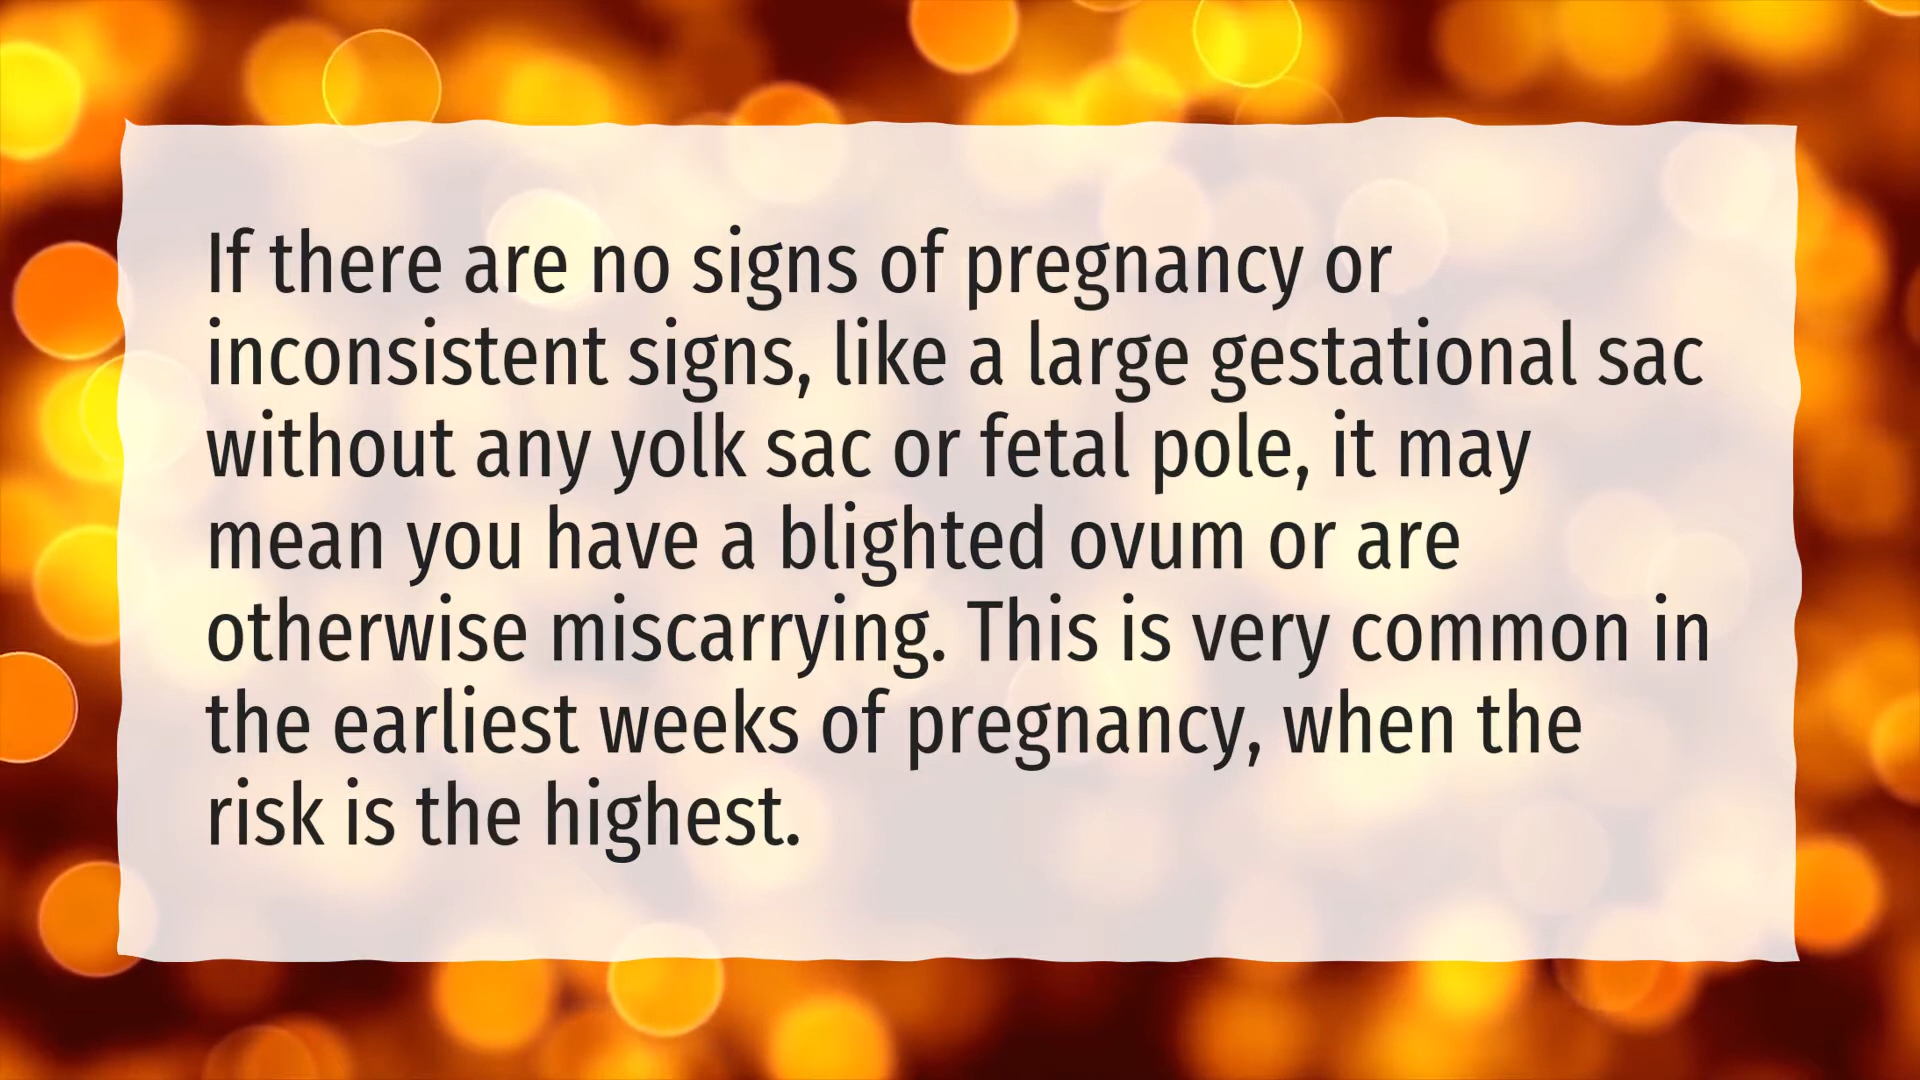 If there are no signs of pregnancy or
inconsistent signs, like a large gestational sac
without any yolk sac or fetal pole, it may
mean you have a blighted ovum or are
otherwise miscarrying. This is very common in
the earliest weeks of pregnancy, when the
risk is the highest.